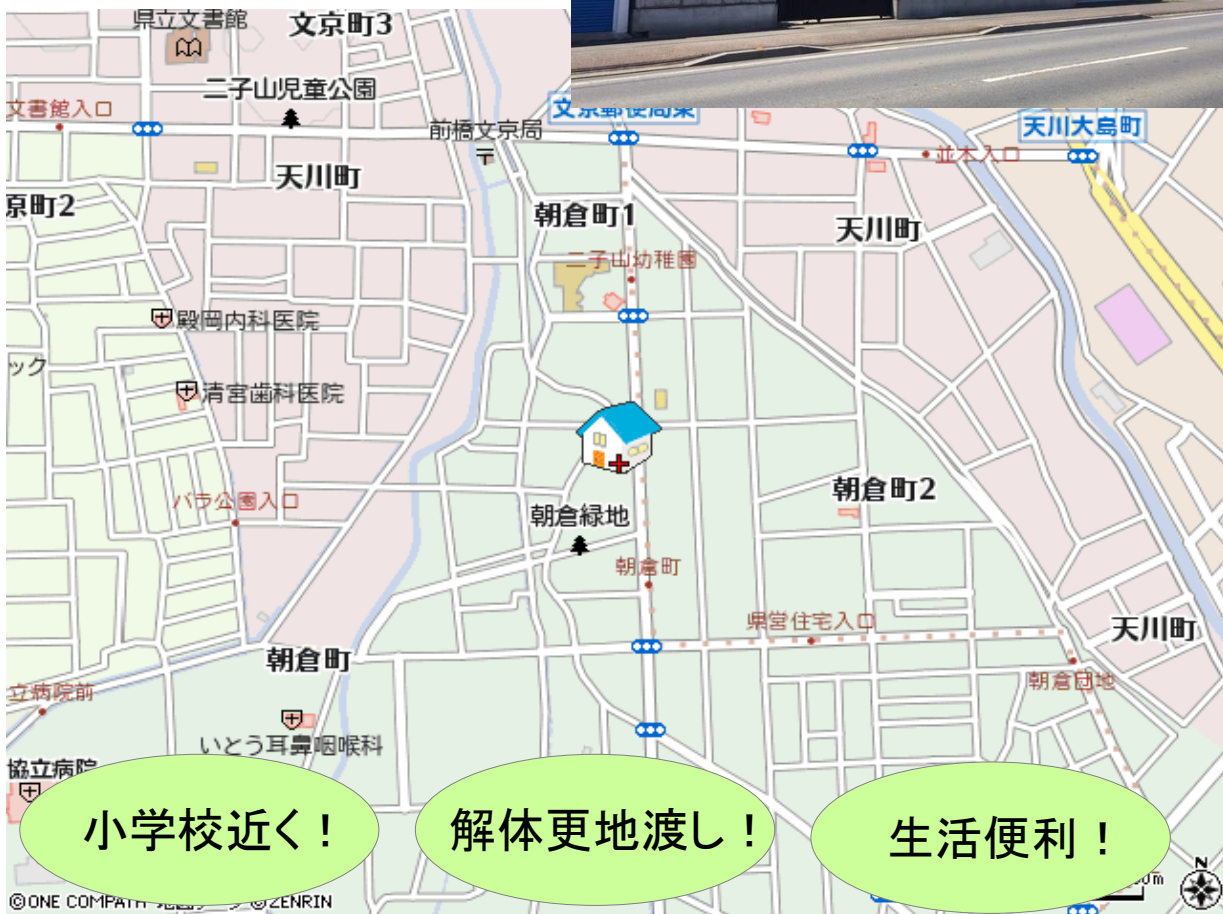 県立文書館
文京町3
二子山児童公園
文書館入口
前橋文京局
文京郵便局東
天川大島町
並木入口
天川町
京町2
朝倉町1
天川町
二子山幼稚園
殿岡内科医院
ック
清宮歯科医院
バラ公園入口
朝倉町2
朝倉緑地
朝倉町
県営住宅入口
天川町
朝倉町
立病院前
朝倉団地
いとう耳鼻咽喉科
協立病院
小学校近く！
解体更地渡し！
生活便利！
N
©ONE COMPATH
©ZENRIN